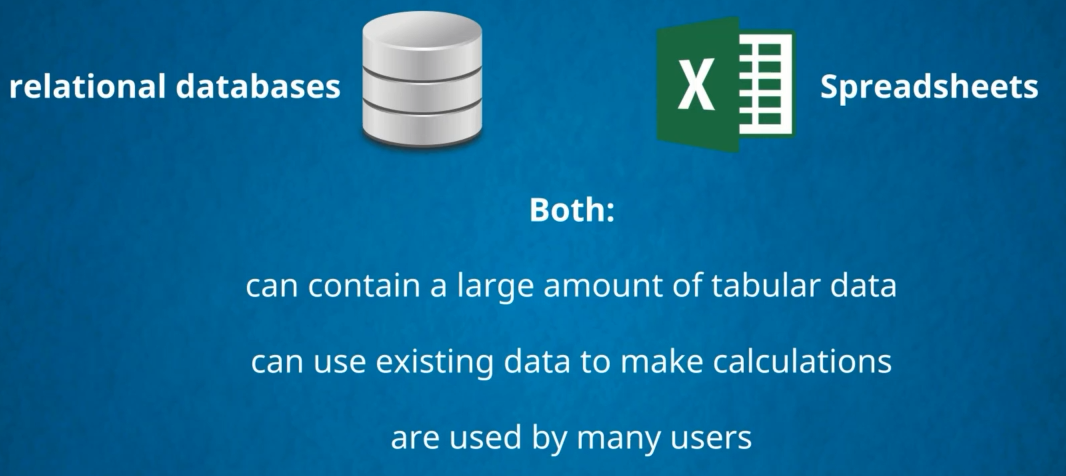 relational databases
X
Spreadsheets
Both:
can contain a large amount of tabular data
can use existing data to make calculations
are used by many users